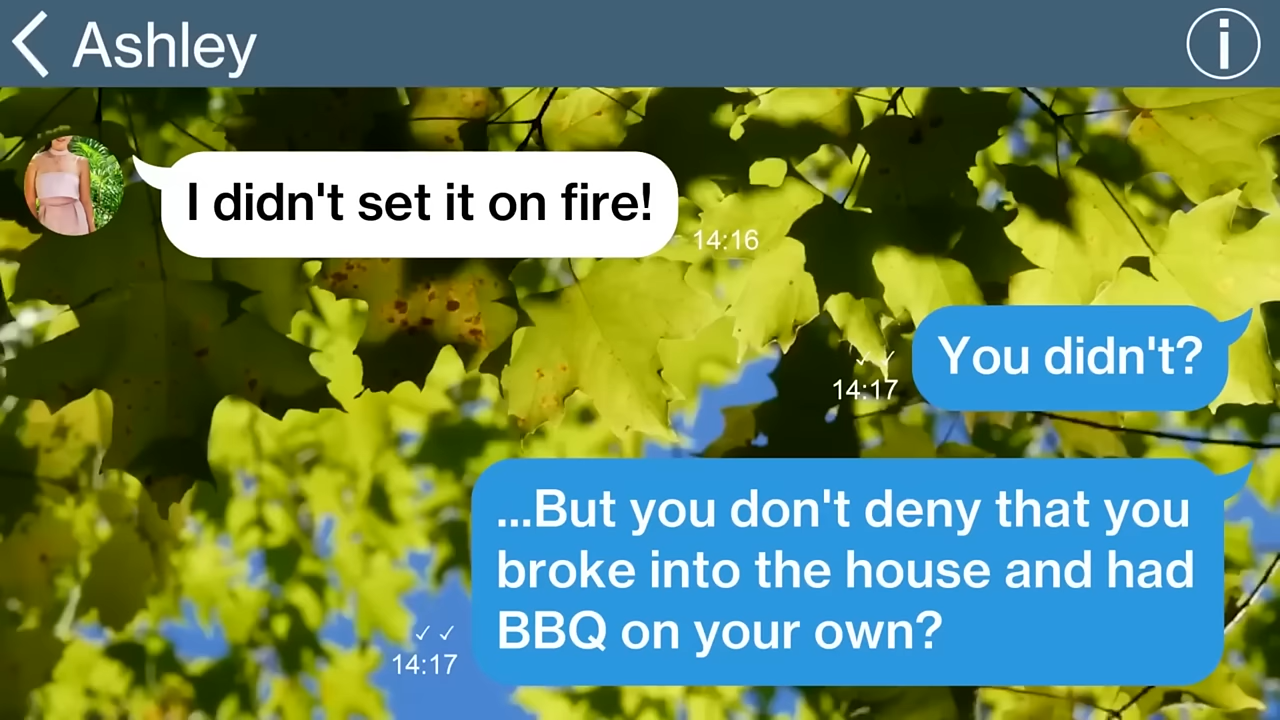 Ashley
I didn't set it on fire!
14:16
You didn't?
14:17
...But you don't deny that you
broke into the house and had
BBQ on your own?
14:17